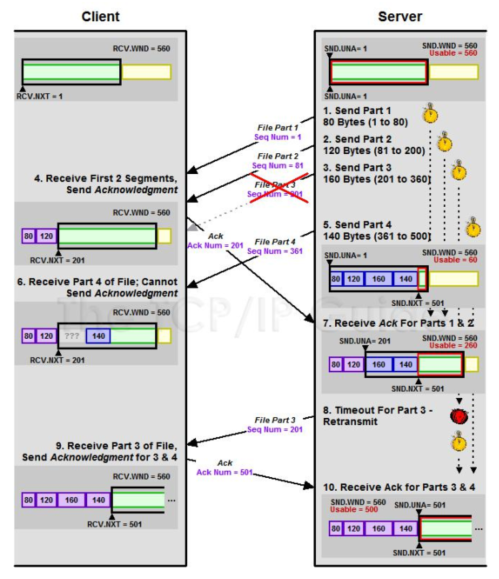 Client
Server
RCV.WND = 560
RCV.NXT = 1
SND.WND = 560
Usable = 560
SND.UNA= 1
SND.UNA= 1
1. Send Part 1
80 Bytes (1 to 80)
File Part 1
Seq Num = 1
2. Send Part 2
120 Bytes (81 to 200)
File Part 2
Seq Num = 81
3. Send Part 3
160 Bytes (201 to 360)
File Part 3
Seq Num = 201
4. Receive First 2 Segments,
Send Acknowledgment
RCV.WND = 560
80 120
RCV.NXT = 201
Ack
Ack Num = 201
5. Send Part 4
140 Bytes (361 to 500)
File Part 4
Seq Num = 361
SND.UNA= 1
SND.WND = 560
Usable = 60
80 120 160 140
SND.NXT = 501
6. Receive Part 4 of File; Cannot
Send Acknowledgment
RCV.WND = 560
80 120 ??? 140
RCV.NXT = 201
The TCP/IP Guide
7. Receive Ack For Parts 1 & 2
SND.UNA= 201
SND.WND = 560
Usable = 260
80 120 160 140
SND.NXT = 501
8. Timeout For Part 3 -
Retransmit
File Part 3
Seq Num = 201
9. Receive Part 3 of File,
Send Acknowledgment for 3 & 4
RCV.WND = 560
80 120 160 140 ...
RCV.NXT = 501
Ack
Ack Num = 501
10. Receive Ack for Parts 3 & 4
SND.WND = 560
Usable = 500
SND.UNA= 501
80 120 160 140 ...
SND.NXT = 501